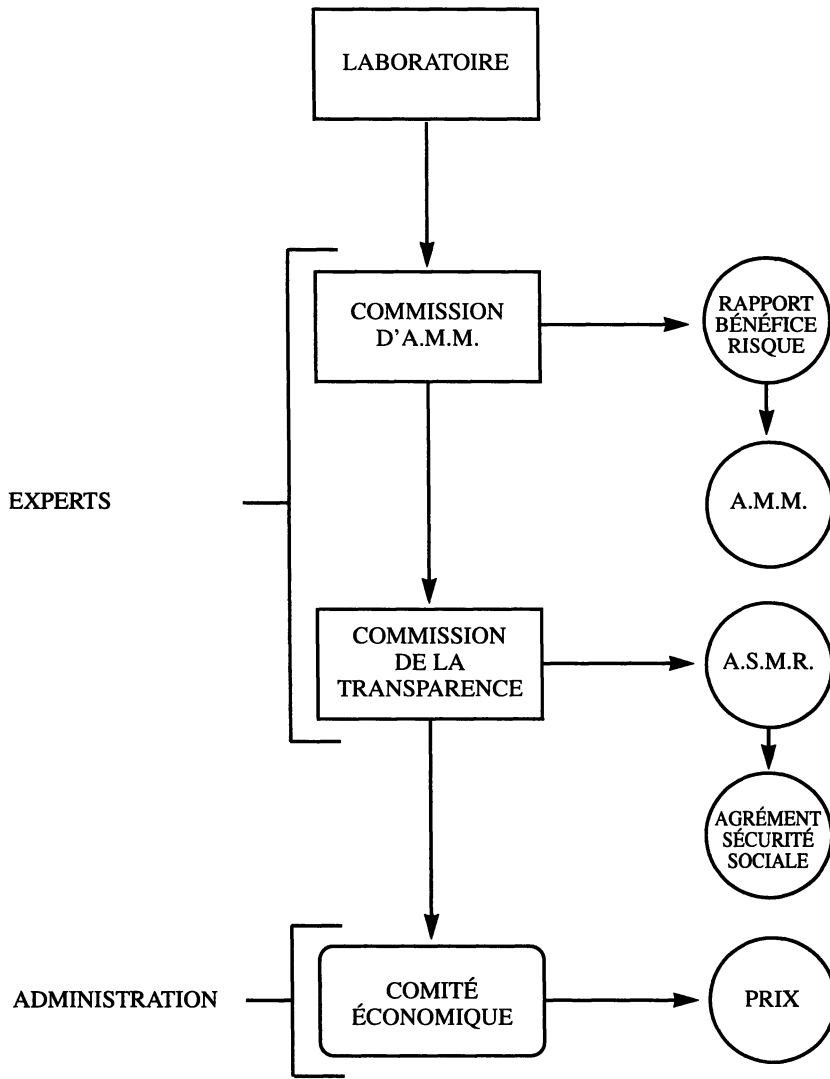 LABORATOIRE
COMMISSION
D'A.M.M.
RAPPORT
BÉNÉFICE
RISQUE
A.M.M.
EXPERTS
COMMISSION
DE LA
TRANSPARENCE
A.S.M.R.
AGRÉMENT
SÉCURITÉ
SOCIALE
ADMINISTRATION
COMITÉ
ÉCONOMIQUE
PRIX